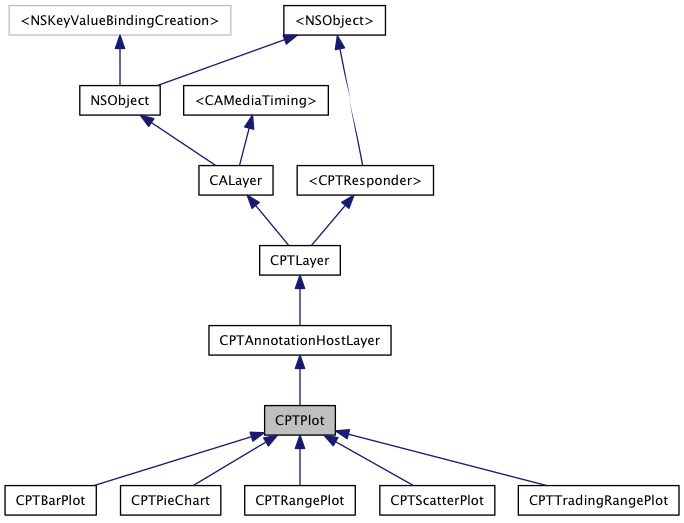 <NSKeyValueBindingCreation>
<NSObject>
NSObject
<CAMediaTiming>
CALayer
<CPTResponder>
CPTLayer
CPTAnnotationHostLayer
CPTPlot
CPTBarPlot
CPTPieChart
CPTRangePlot
CPTScatterPlot
CPTTradingRangePlot